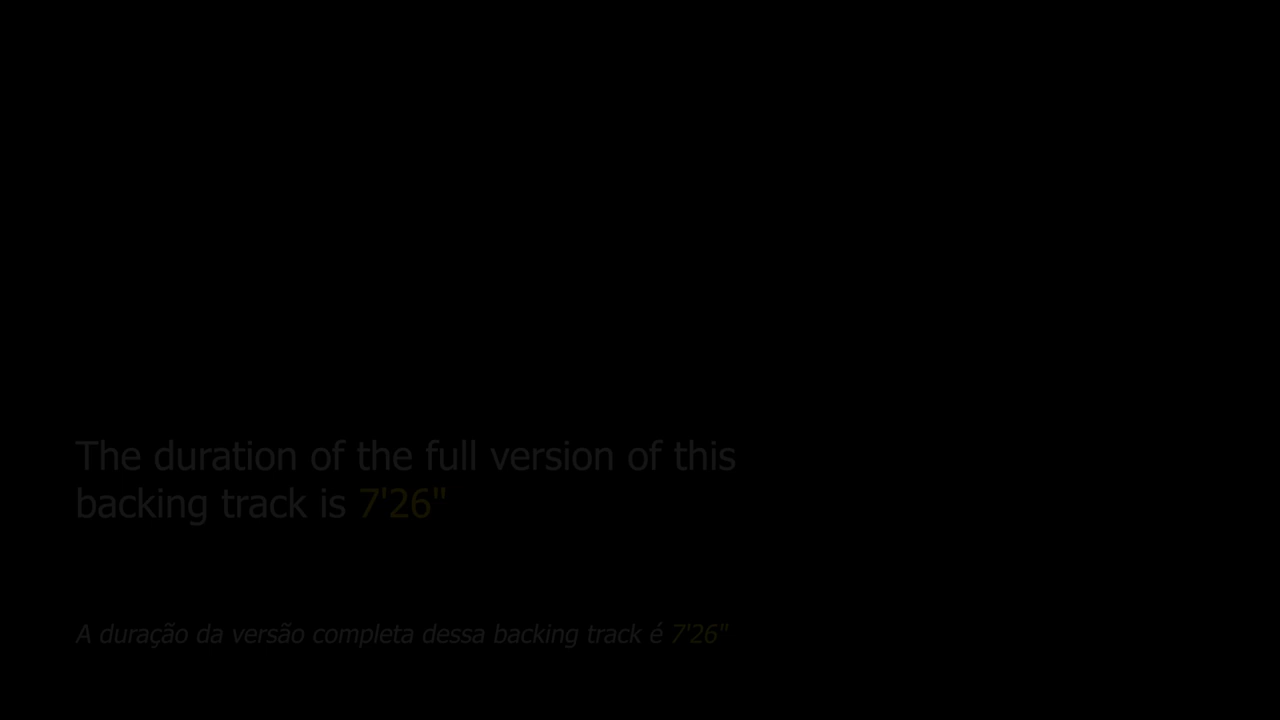 The duration of the full version of this
backing track is 7'26"
A duração da versão completa dessa backing track é 7'26"